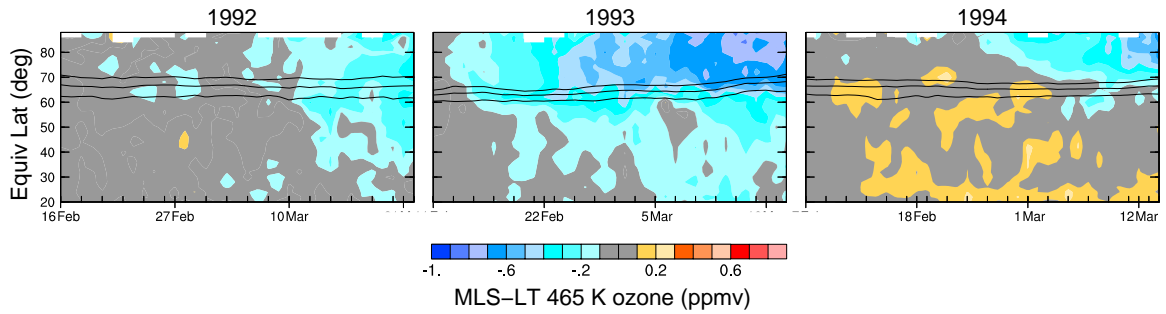 1992 1993 1994
Equiv Lat (deg)
80
70
60
50
40
30
20
16Feb 27Feb 10Mar 22Feb 5Mar 18Feb 1Mar 12Mar
-1. -.6 -.2 0.2 0.6
MLS−LT 465 K ozone (ppmv)